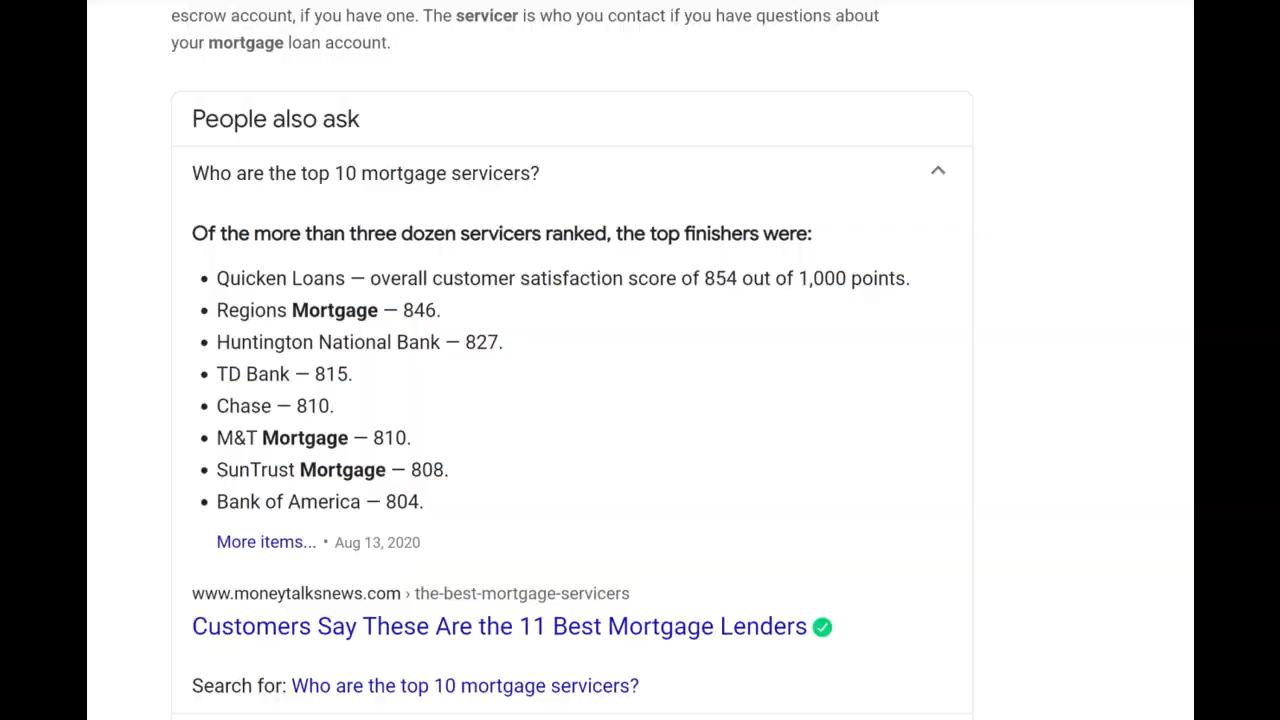 escrow account, if you have one. The servicer is who you contact if you have questions about
your mortgage loan account.
People also ask
Who are the top 10 mortgage servicers?
Of the more than three dozen servicers ranked, the top finishers were:
• Quicken Loans — overall customer satisfaction score of 854 out of 1,000 points.
• Regions Mortgage — 846.
• Huntington National Bank — 827.
• TD Bank — 815.
• Chase — 810.
• M&T Mortgage — 810.
• SunTrust Mortgage — 808.
• Bank of America — 804.
More items... • Aug 13, 2020
www.moneytalksnews.com › the-best-mortgage-servicers
Customers Say These Are the 11 Best Mortgage Lenders
Search for: Who are the top 10 mortgage servicers?